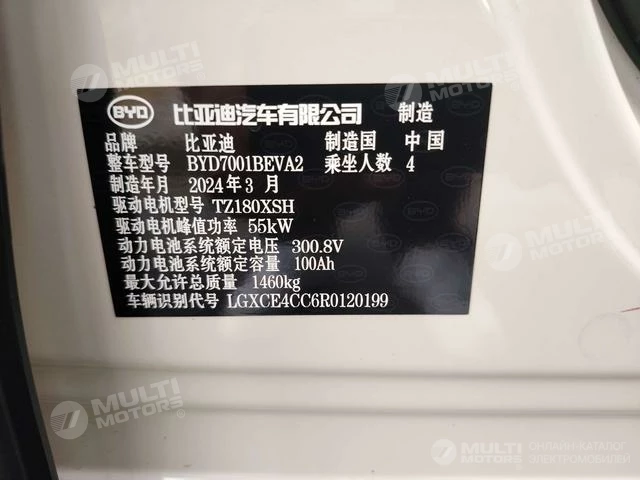 BYD 比亚迪汽车有限公司 制造
品牌 比亚迪 制造国 中国
整车型号 BYD7001BEVA2 乘坐人数 4
制造年月 2024年3月
驱动电机型号 TZ180XSH
驱动电机峰值功率 55kW
动力电池系统额定电压 300.8V
动力电池系统额定容量 100Ah
最大允许总质量 1460kg
车辆识别代号 LGXCE4CC6R0120199
MULTI MOTORS®
MULTI MOTORS®
MULTI MOTORS®
MULTI MOTORS ОНЛАЙН-КАТАЛОГ ЭЛЕКТРОМОБИЛЕЙ